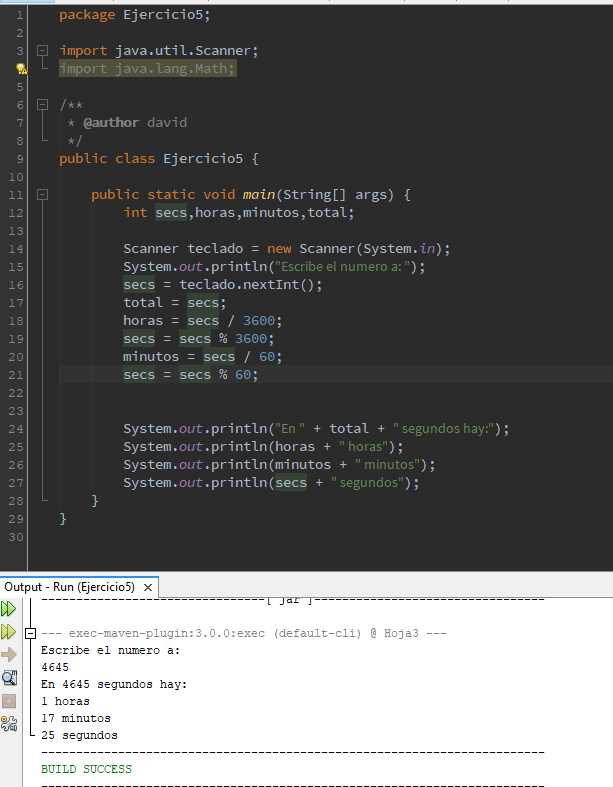 1 package Ejercicio5;
2
3 import java.util.Scanner;
import java.lang.Math;
5
6 /**
7 * @author david
8 */
9 public class Ejercicio5 {
10
11 public static void main(String[] args) {
12 int secs,horas,minutos,total;
13
14 Scanner teclado = new Scanner(System.in);
15 System.out.println("Escribe el numero a: ");
16 secs = teclado.nextInt();
17 total = secs;
18 horas = secs / 3600;
19 secs = secs % 3600;
20 minutos = secs / 60;
21 secs = secs % 60;
22
23
24 System.out.println("En " + total + " segundos hay:");
25 System.out.println(horas + " horas");
26 System.out.println(minutos + " minutos");
27 System.out.println(secs + " segundos");
28 }
29 }
30
Output - Run (Ejercicio5) ×
--------------------------------[ jar ]---------------------------------
--- exec-maven-plugin:3.0.0:exec (default-cli) @ Hoja3 ---
Escribe el numero a:
4645
En 4645 segundos hay:
1 horas
17 minutos
25 segundos
------------------------------------------------------------------------
BUILD SUCCESS
------------------------------------------------------------------------